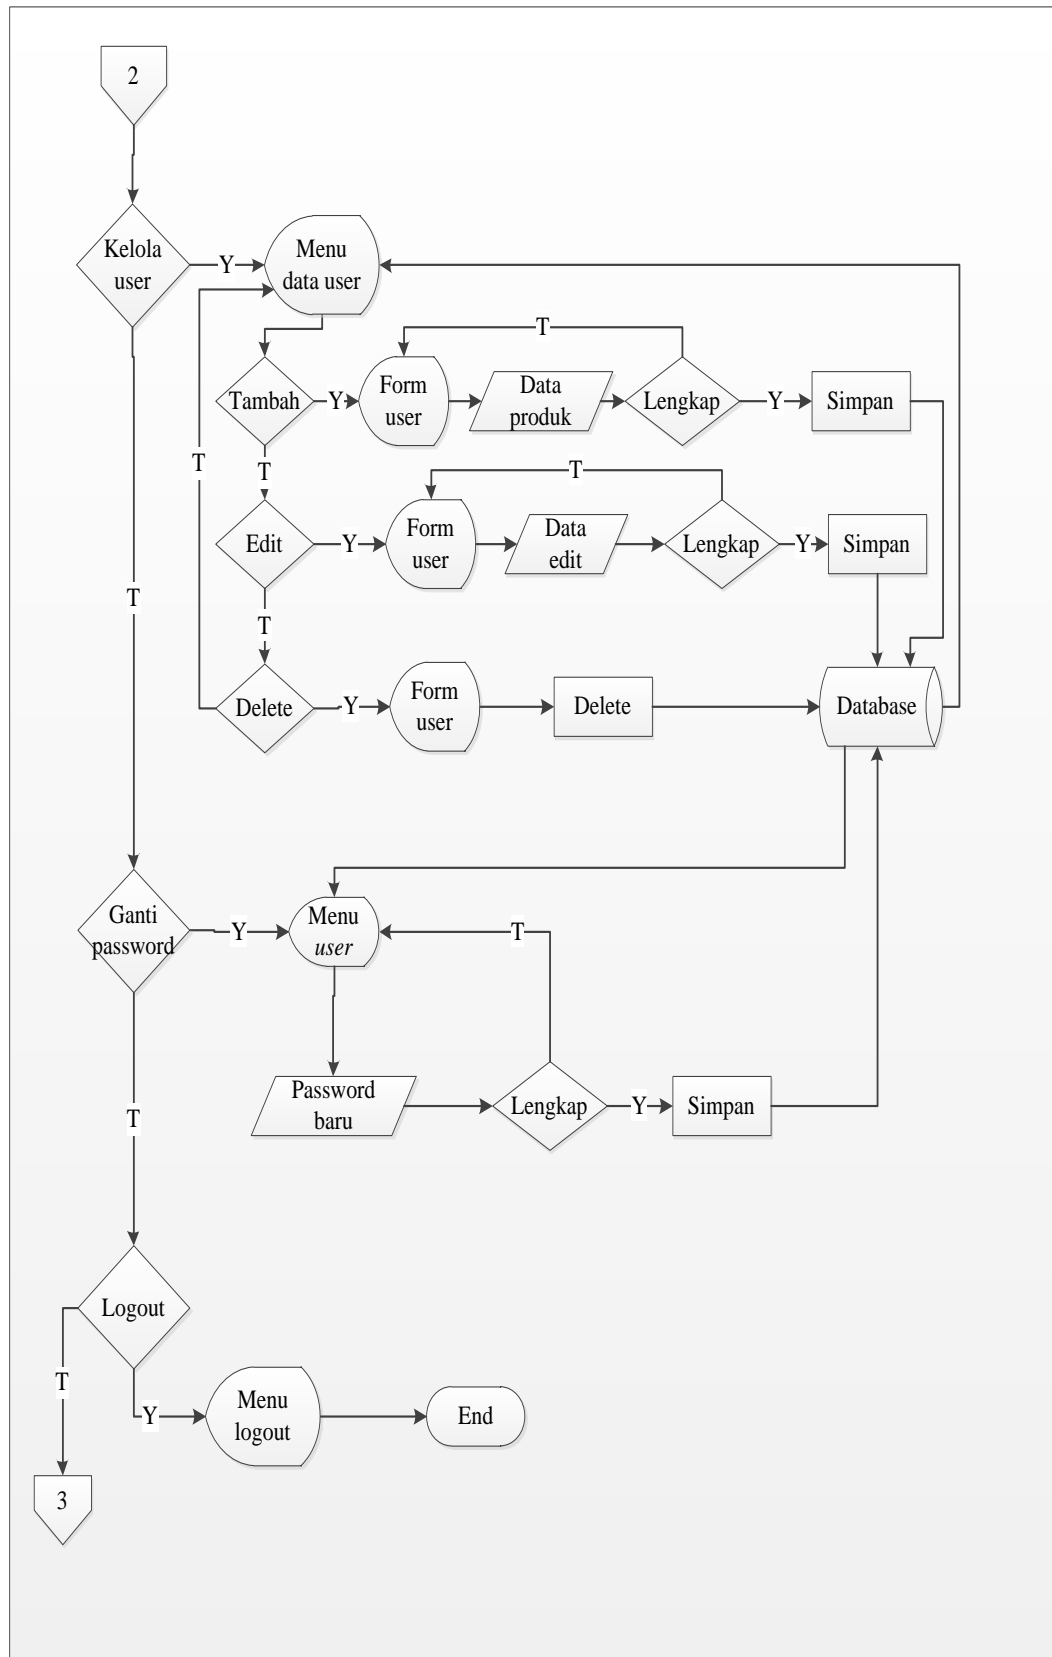 2
Kelola
user
Y
Menu
data user
T
Tambah
Y
Form
user
Data
produk
Lengkap
Y
Simpan
T
T
T
Edit
Y
Form
user
Data
edit
Lengkap
Y
Simpan
T
T
Delete
Y
Form
user
Delete
Database
Ganti
password
Y
Menu
user
T
Password
baru
Lengkap
Y
Simpan
T
Logout
T
Y
Menu
logout
End
3